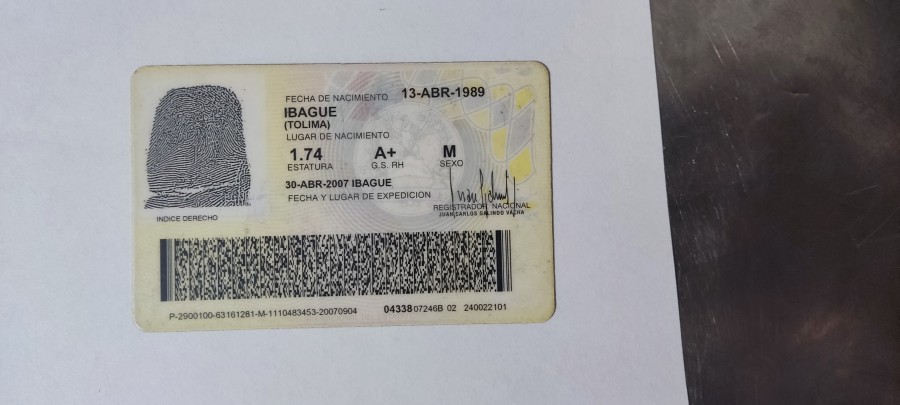 FECHA DE NACIMIENTO 13-ABR-1989
IBAGUE
(TOLIMA)
LUGAR DE NACIMIENTO
1.74 A+ M
ESTATURA G.S. RH SEXO
30-ABR-2007 IBAGUE
FECHA Y LUGAR DE EXPEDICION
REGISTRADOR NACIONAL
JUAN CARLOS GALINDO VACHA
INDICE DERECHO
P-2900100-63161281-M-1110483453-20070904 0433807246B 02 240022101